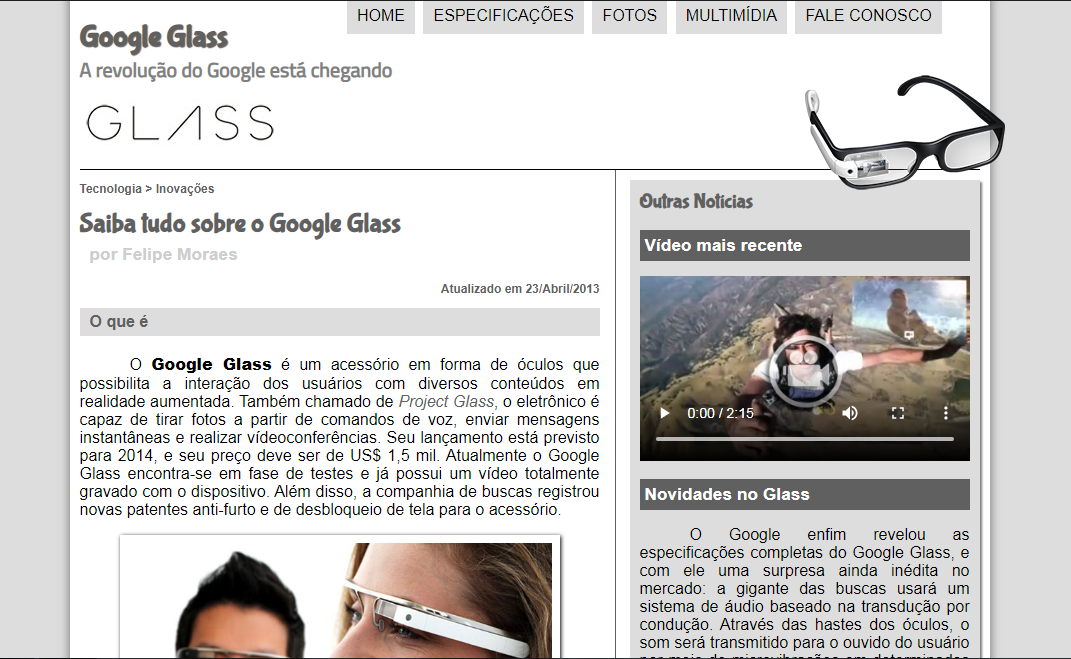 HOME ESPECIFICAÇÕES FOTOS MULTIMÍDIA FALE CONOSCO
Google Glass
A revolução do Google está chegando
GLASS
Tecnologia > Inovações
Saiba tudo sobre o Google Glass
por Felipe Moraes
Atualizado em 23/Abril/2013
O que é
O Google Glass é um acessório em forma de óculos que
possibilita a interação dos usuários com diversos conteúdos em
realidade aumentada. Também chamado de Project Glass, o eletrônico é
capaz de tirar fotos a partir de comandos de voz, enviar mensagens
instantâneas e realizar vídeoconferências. Seu lançamento está previsto
para 2014, e seu preço deve ser de US$ 1,5 mil. Atualmente o Google
Glass encontra-se em fase de testes e já possui um vídeo totalmente
gravado com o dispositivo. Além disso, a companhia de buscas registrou
novas patentes anti-furto e de desbloqueio de tela para o acessório.
Outras Notícias
Vídeo mais recente
0:00 / 2:15
Novidades no Glass
O Google enfim revelou as
especificações completas do Google Glass, e
com ele uma surpresa ainda inédita no
mercado: a gigante das buscas usará um
sistema de áudio baseado na transdução por
condução. Através das hastes dos óculos, o
som será transmitido para o ouvido do usuário
por meio de microvibrações em determinados